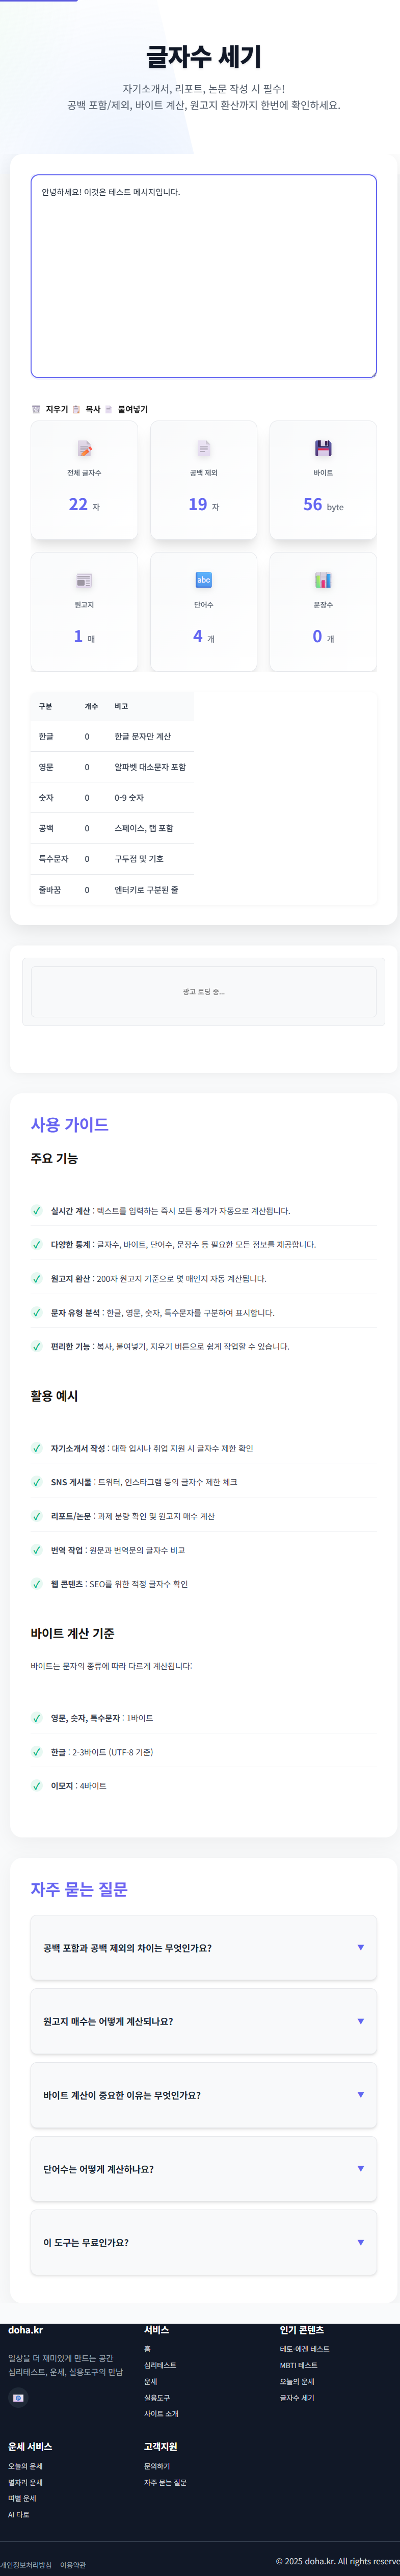 글자수 세기
자기소개서, 리포트, 논문 작성 시 필수!
공백 포함/제외, 바이트 계산, 원고지 환산까지 한번에 확인하세요.
안녕하세요! 이것은 테스트 메시지입니다.
지우기 복사 붙여넣기
전체 글자수
22 자
공백 제외
19 자
바이트
56 byte
원고지
1 매
abc
단어수
4 개
문장수
0 개
구분 개수 비고
한글 0 한글 문자만 계산
영문 0 알파벳 대소문자 포함
숫자 0 0-9 숫자
공백 0 스페이스, 탭 포함
특수문자 0 구두점 및 기호
줄바꿈 0 엔터키로 구분된 줄
광고 로딩 중...
사용 가이드
주요 기능
✓ 실시간 계산 : 텍스트를 입력하는 즉시 모든 통계가 자동으로 계산됩니다.
✓ 다양한 통계 : 글자수, 바이트, 단어수, 문장수 등 필요한 모든 정보를 제공합니다.
✓ 원고지 환산 : 200자 원고지 기준으로 몇 매인지 자동 계산됩니다.
✓ 문자 유형 분석 : 한글, 영문, 숫자, 특수문자를 구분하여 표시합니다.
✓ 편리한 기능 : 복사, 붙여넣기, 지우기 버튼으로 쉽게 작업할 수 있습니다.
활용 예시
✓ 자기소개서 작성 : 대학 입시나 취업 지원 시 글자수 제한 확인
✓ SNS 게시물 : 트위터, 인스타그램 등의 글자수 제한 체크
✓ 리포트/논문 : 과제 분량 확인 및 원고지 매수 계산
✓ 번역 작업 : 원문과 번역문의 글자수 비교
✓ 웹 콘텐츠 : SEO를 위한 적정 글자수 확인
바이트 계산 기준
바이트는 문자의 종류에 따라 다르게 계산됩니다:
✓ 영문, 숫자, 특수문자 : 1바이트
✓ 한글 : 2-3바이트 (UTF-8 기준)
✓ 이모지 : 4바이트
자주 묻는 질문
공백 포함과 공백 제외의 차이는 무엇인가요? ▼
원고지 매수는 어떻게 계산되나요? ▼
바이트 계산이 중요한 이유는 무엇인가요? ▼
단어수는 어떻게 계산하나요? ▼
이 도구는 무료인가요? ▼
doha.kr
일상을 더 재미있게 만드는 공간
심리테스트, 운세, 실용도구의 만남
서비스
홈
심리테스트
운세
실용도구
사이트 소개
인기 콘텐츠
테토-에겐 테스트
MBTI 테스트
오늘의 운세
글자수 세기
운세 서비스
오늘의 운세
별자리 운세
띠별 운세
AI 타로
고객지원
문의하기
자주 묻는 질문
개인정보처리방침 이용약관
© 2025 doha.kr. All rights reserve